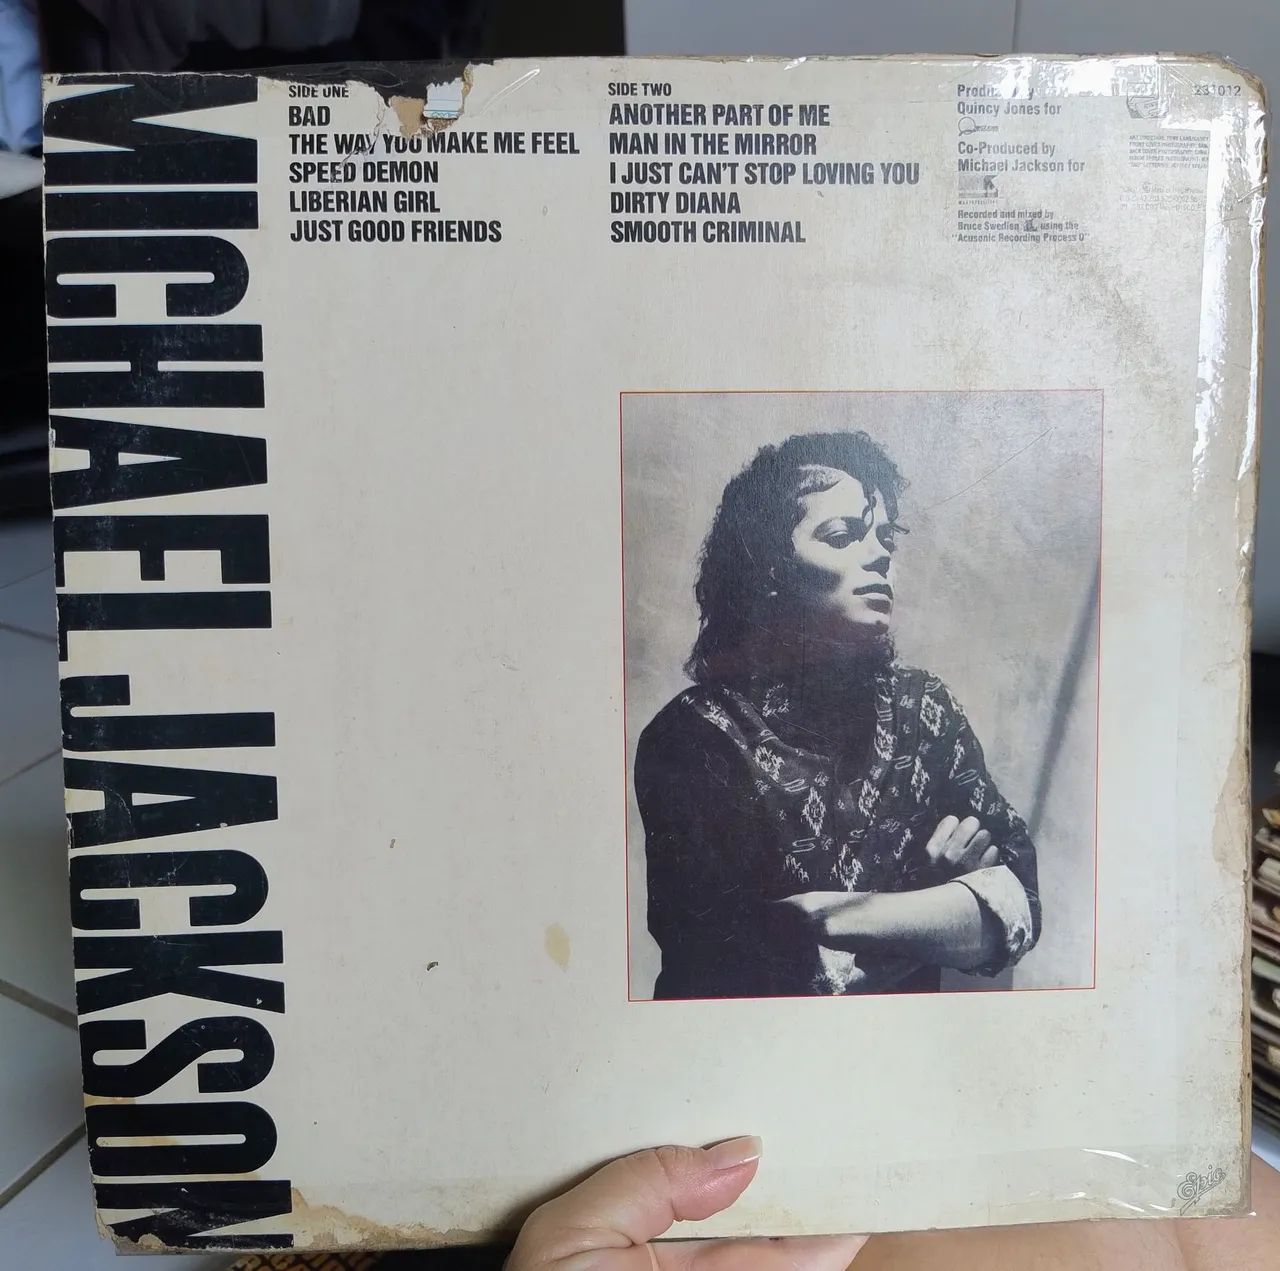 MICHAEL JACKSON
SIDE ONE
BAD
THE WAY YOU MAKE ME FEEL
SPEED DEMON
LIBERIAN GIRL
JUST GOOD FRIENDS
SIDE TWO
ANOTHER PART OF ME
MAN IN THE MIRROR
I JUST CAN'T STOP LOVING YOU
DIRTY DIANA
SMOOTH CRIMINAL
Quincy Jones for
Co-Produced by
Michael Jackson for
Recorded and mixed by
Bruce Swedien using the
"Acusonic Recording Process"
Epic